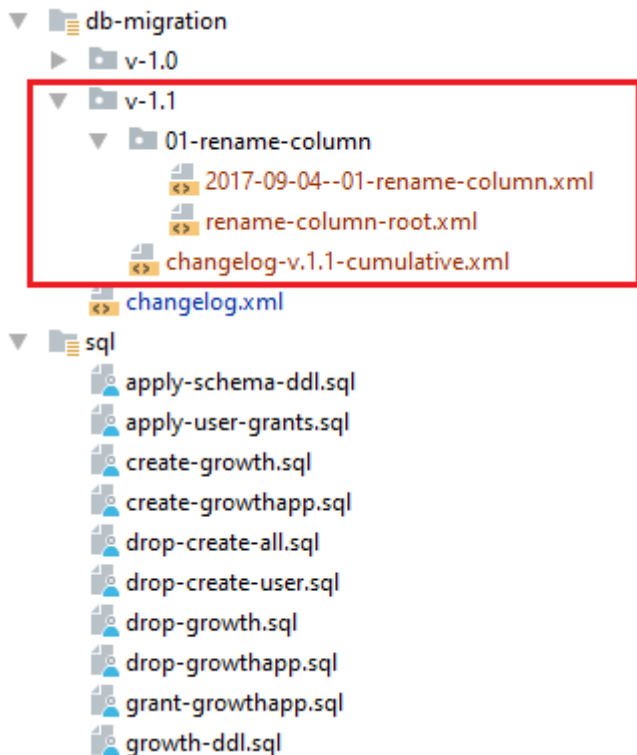 db-migration
v-1.0
v-1.1
01-rename-column
2017-09-04--01-rename-column.xml
rename-column-root.xml
changelog-v.1.1-cumulative.xml
changelog.xml
sql
apply-schema-ddl.sql
apply-user-grants.sql
create-growth.sql
create-growthapp.sql
drop-create-all.sql
drop-create-user.sql
drop-growth.sql
drop-growthapp.sql
grant-growthapp.sql
growth-ddl.sql